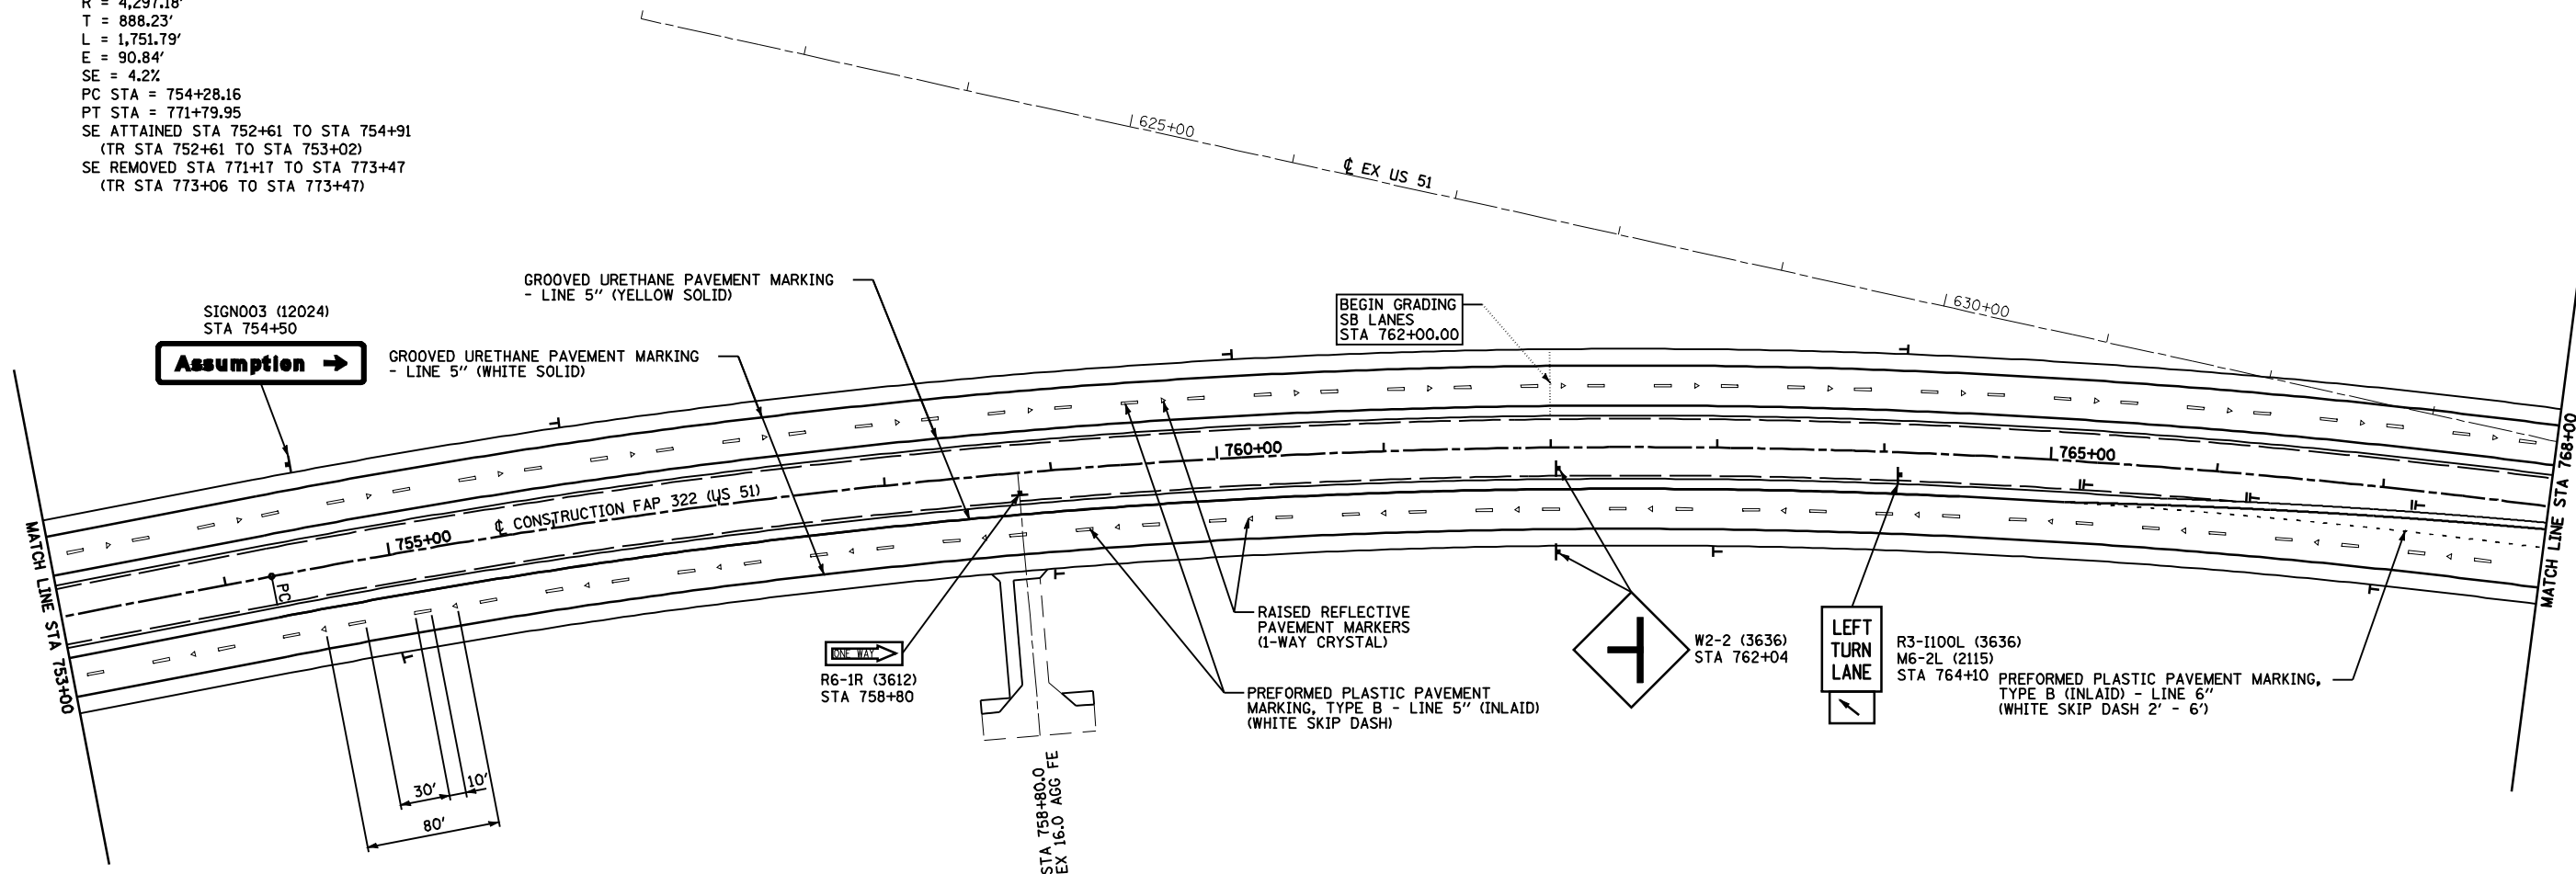 R = 4,297.18'
T = 888.23'
L = 1,751.79'
E = 90.84'
SE = 4.2%
PC STA = 754+28.16
PT STA = 771+79.95
SE ATTAINED STA 752+61 TO STA 754+91
(TR STA 752+61 TO STA 753+02)
SE REMOVED STA 771+17 TO STA 773+47
(TR STA 773+06 TO STA 773+47)
625+00
℄ EX US 51
630+00
SIGN003 (12024)
STA 754+50
Assumption →
GROOVED URETHANE PAVEMENT MARKING
- LINE 5" (YELLOW SOLID)
GROOVED URETHANE PAVEMENT MARKING
- LINE 5" (WHITE SOLID)
BEGIN GRADING
SB LANES
STA 762+00.00
MATCH LINE STA 753+00
PC
755+00
℄ CONSTRUCTION FAP 322 (US 51)
760+00
765+00
MATCH LINE STA 768+00
30'
10'
80'
ONE WAY
R6-1R (3612)
STA 758+80
STA 758+80.0
EX 16.0 AGG FE
RAISED REFLECTIVE
PAVEMENT MARKERS
(1-WAY CRYSTAL)
PREFORMED PLASTIC PAVEMENT
MARKING, TYPE B - LINE 5" (INLAID)
(WHITE SKIP DASH)
W2-2 (3636)
STA 762+04
LEFT
TURN
LANE
R3-I100L (3636)
M6-2L (2115)
STA 764+10
PREFORMED PLASTIC PAVEMENT MARKING,
TYPE B (INLAID) - LINE 6"
(WHITE SKIP DASH 2' - 6')